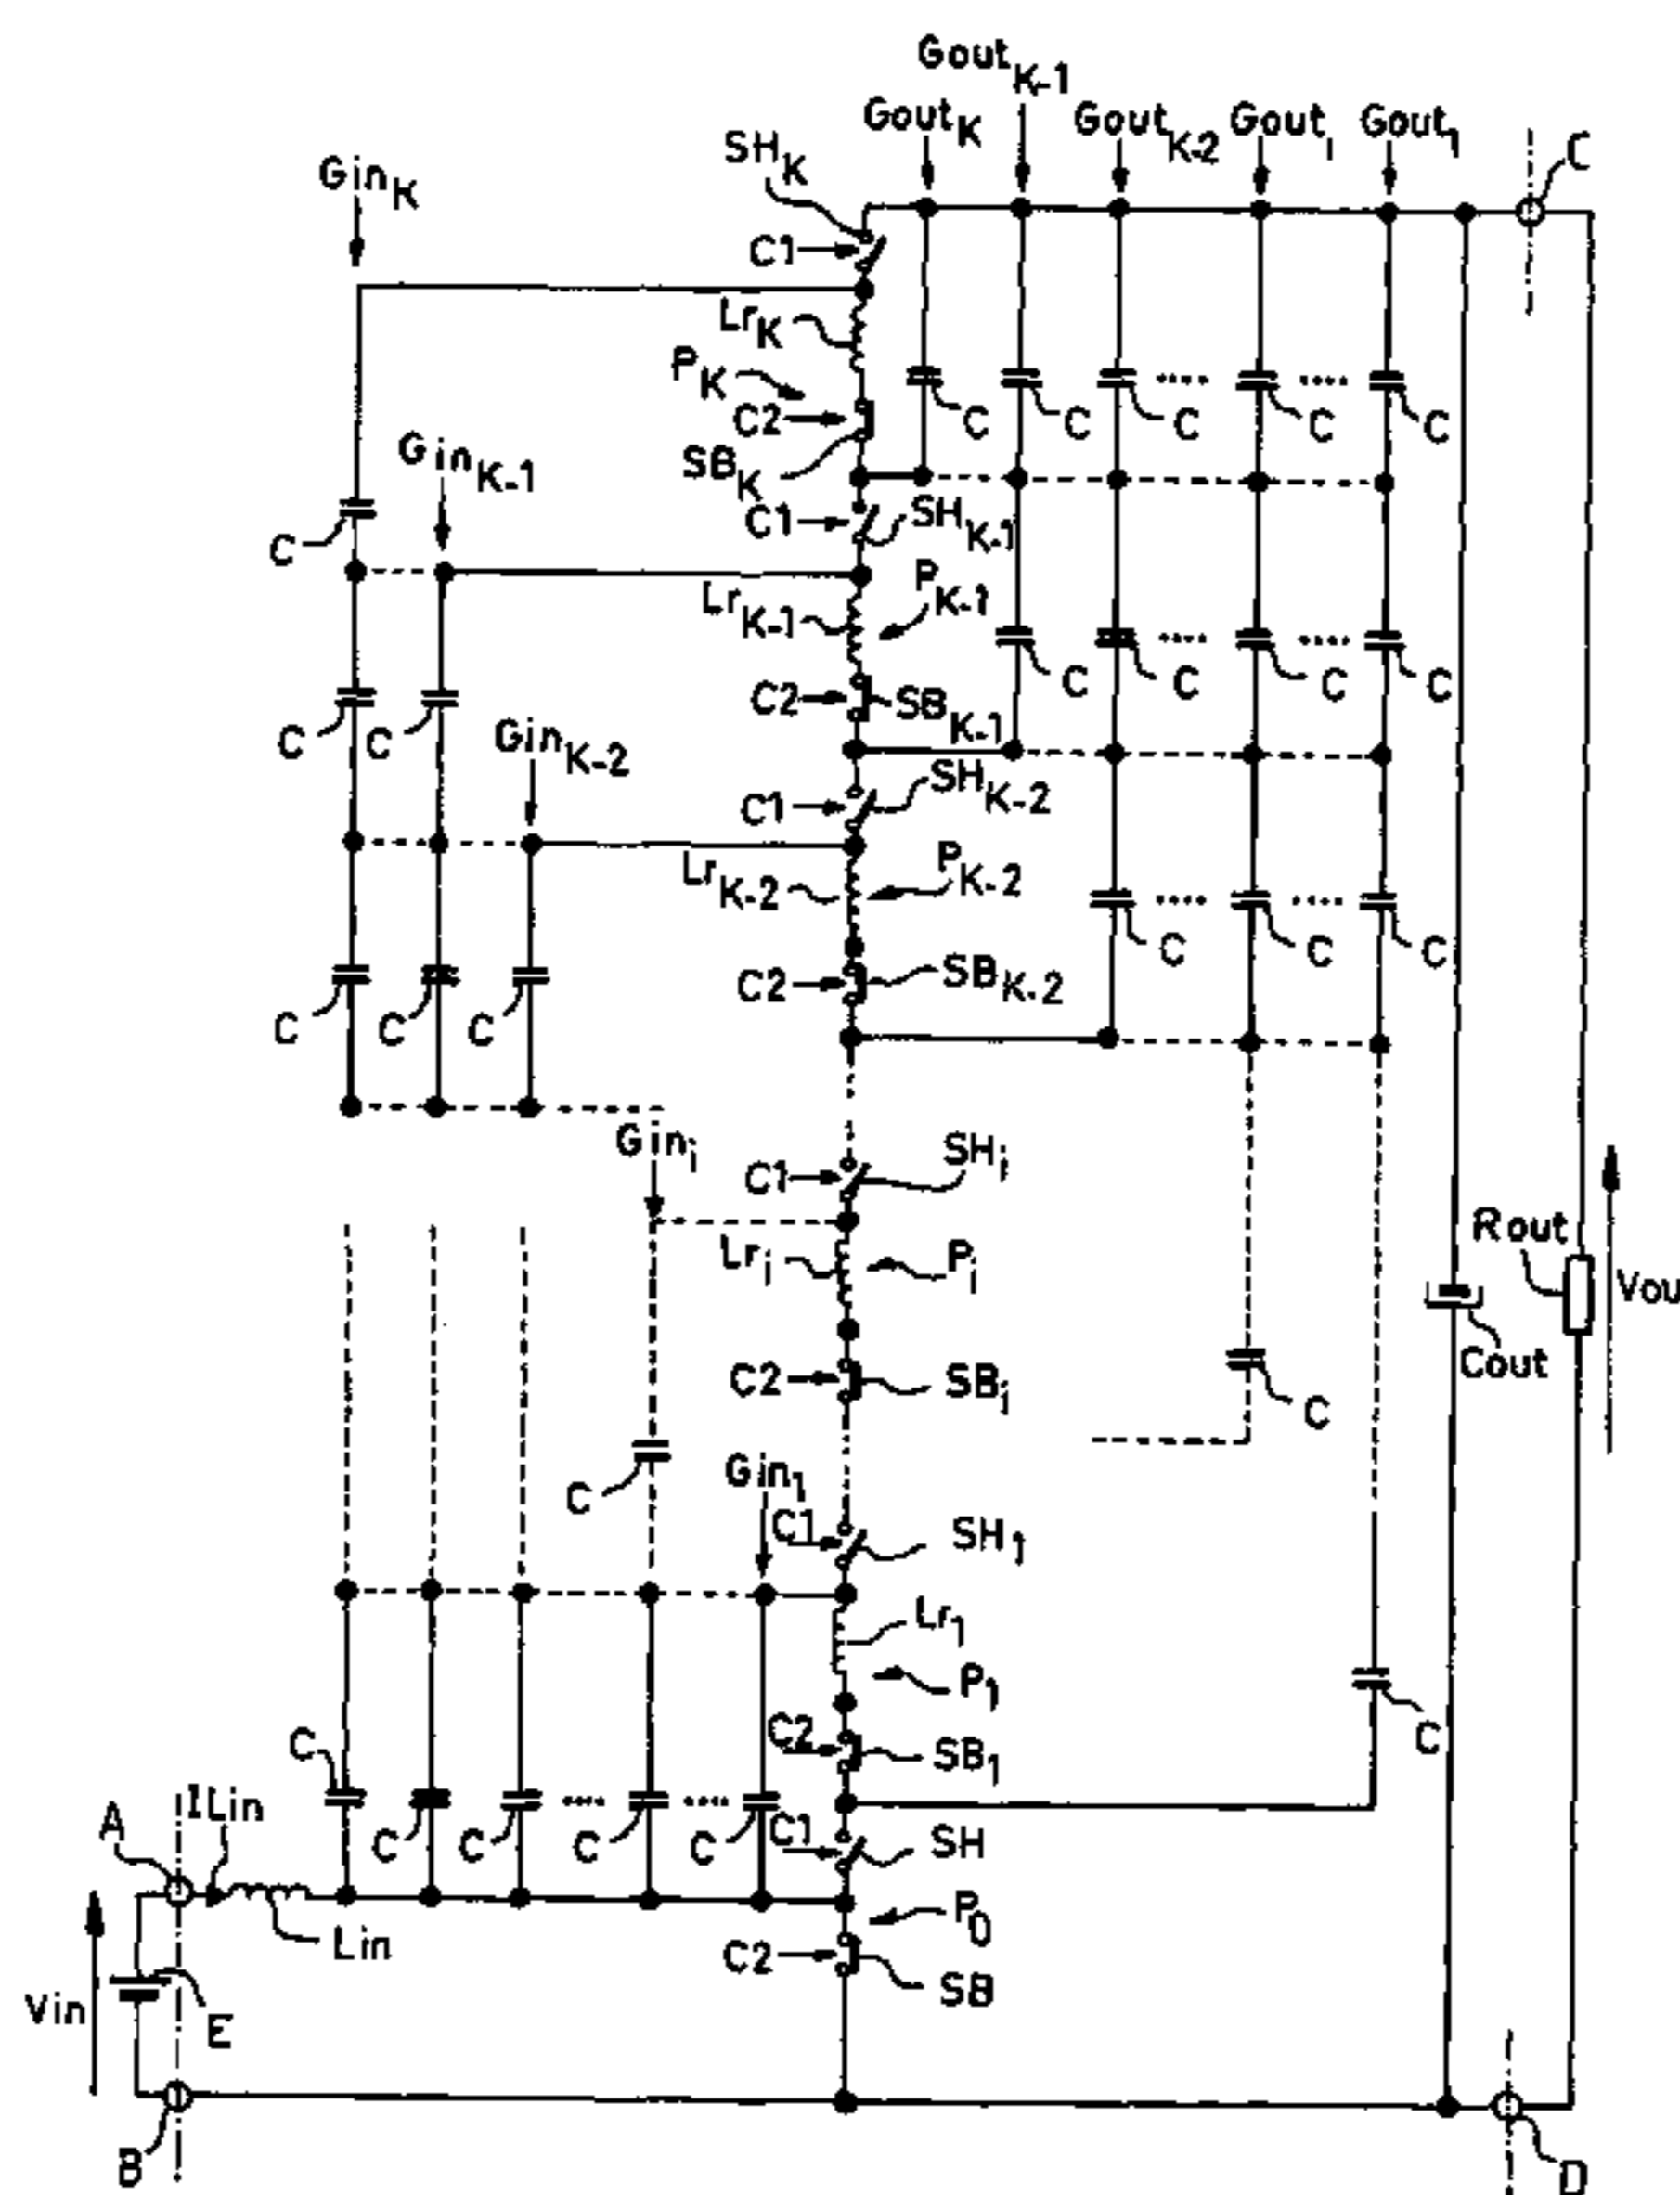 Gout K-1
Gout K Gout K-2 Gout i Gout 1
SH K
C
Gin K
C1
Lr K
P K
C2
C C C C C
SB K
Gin K-1
C1 SH K-1
C
P K-1
Lr K-1
C C C C
C2 SB K-1
C C
Gin K-2
SH K-2
C1
P K-2
Lr K-2
C C C
C2 SB K-2
C C C
Gin i
SH i
C1
Rout
Lr i P i
Vou
Cout
C2 SB i
C
Gin 1
C
C1
SH 1
Lr 1
P 1
C2
C SB 1
C
ILin
A
C C C C
C1 SH
P 0
Lin
C2
SB
Vin
E
B
D